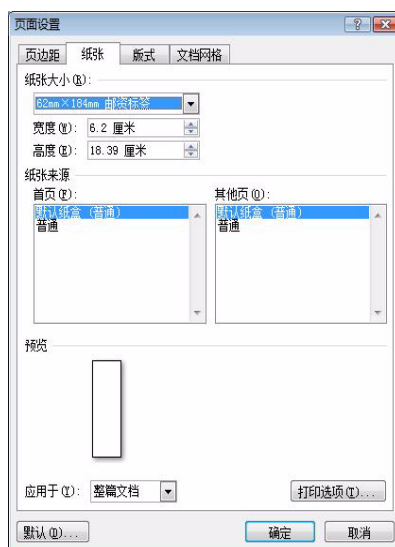 页面设置
页边距 纸张 版式 文档网格
纸张大小(R):
62mm×184mm 邮资标签
宽度(W): 6.2 厘米
高度(E): 18.39 厘米
纸张来源
首页(F): 其他页(O):
默认纸盒 (普通) 默认纸盒 (普通)
普通 普通
预览
应用于(Y): 整篇文档 打印选项(T)...
默认(D)... 确定 取消